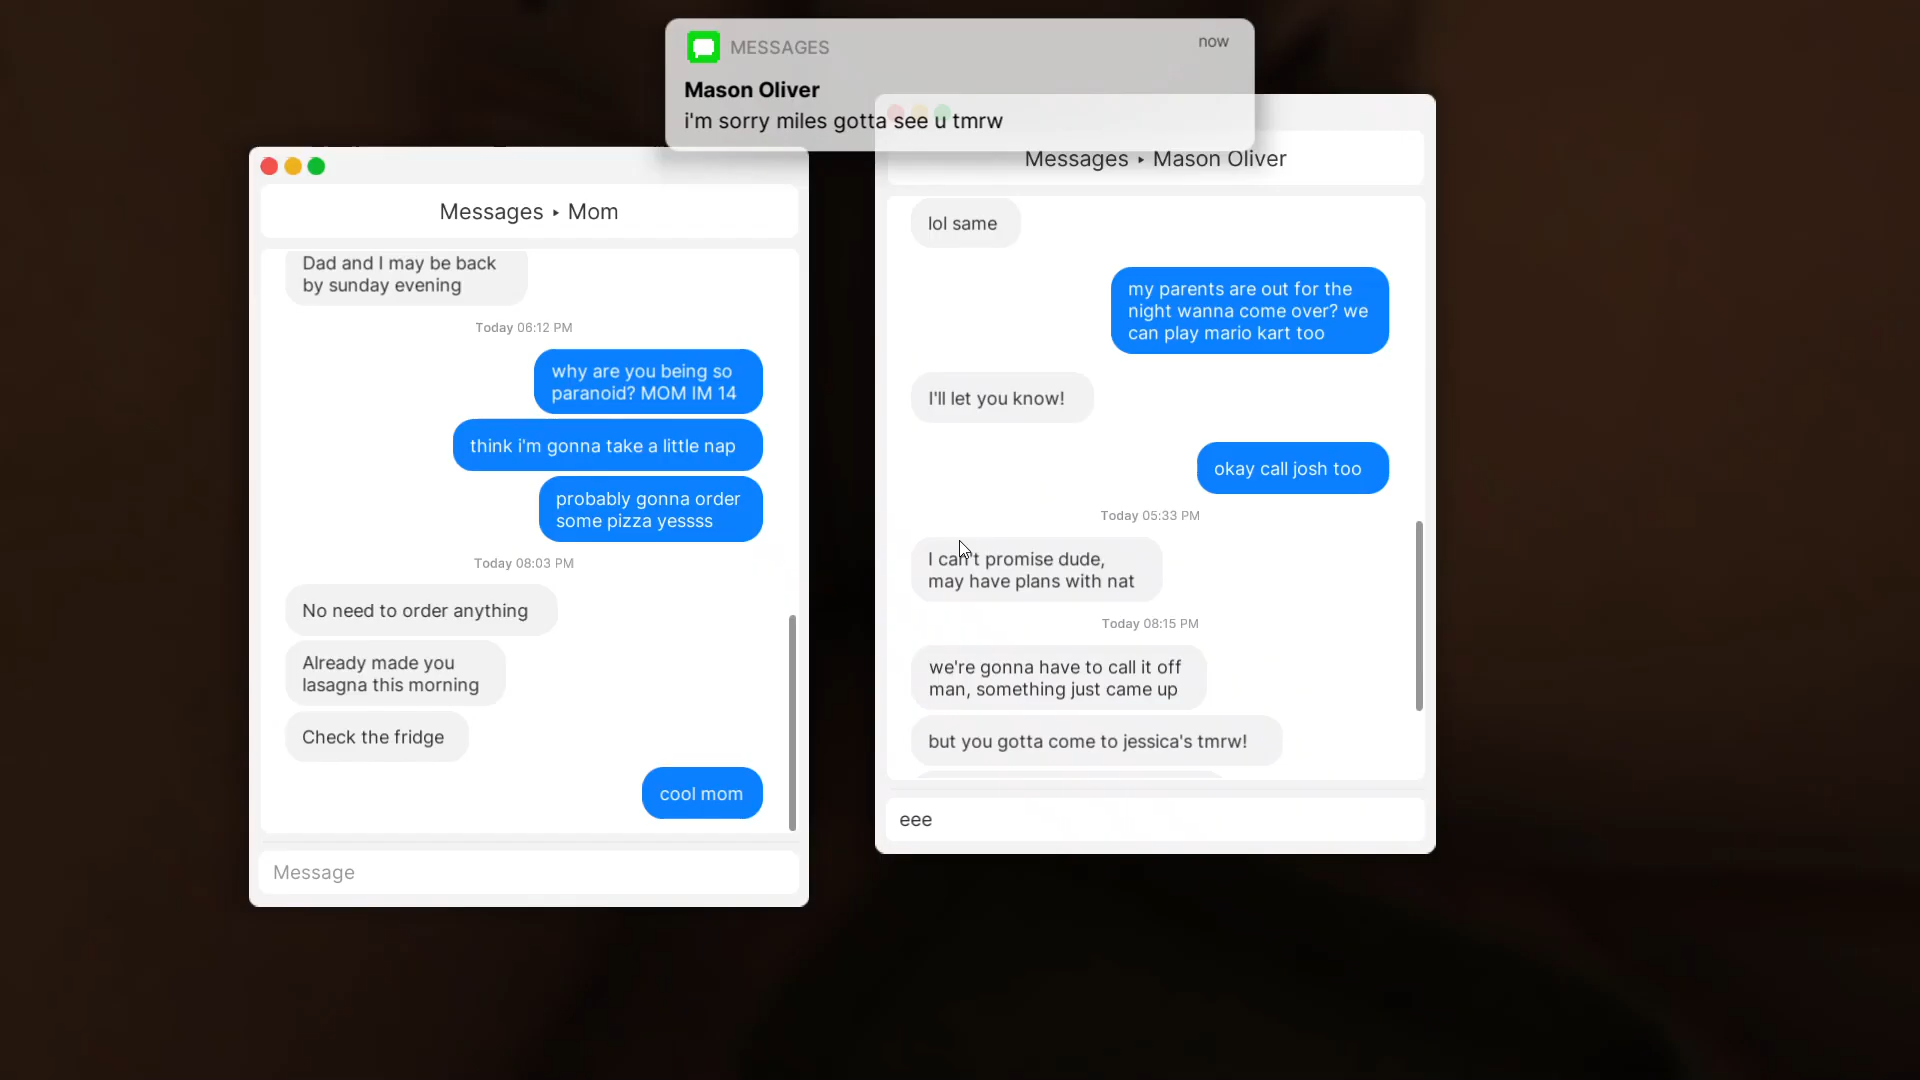 MESSAGES
now
Mason Oliver
i'm sorry miles gotta see u tmrw
Messages ‣ Mom
Dad and I may be back
by sunday evening
Today 06:12 PM
why are you being so
paranoid? MOM IM 14
think i'm gonna take a little nap
probably gonna order
some pizza yessss
Today 08:03 PM
No need to order anything
Already made you
lasagna this morning
Check the fridge
cool mom
Message
Messages ‣ Mason Oliver
lol same
my parents are out for the
night wanna come over? we
can play mario kart too
I'll let you know!
okay call josh too
Today 05:33 PM
I can't promise dude,
may have plans with nat
Today 08:15 PM
we're gonna have to call it off
man, something just came up
but you gotta come to jessica's tmrw!
eee